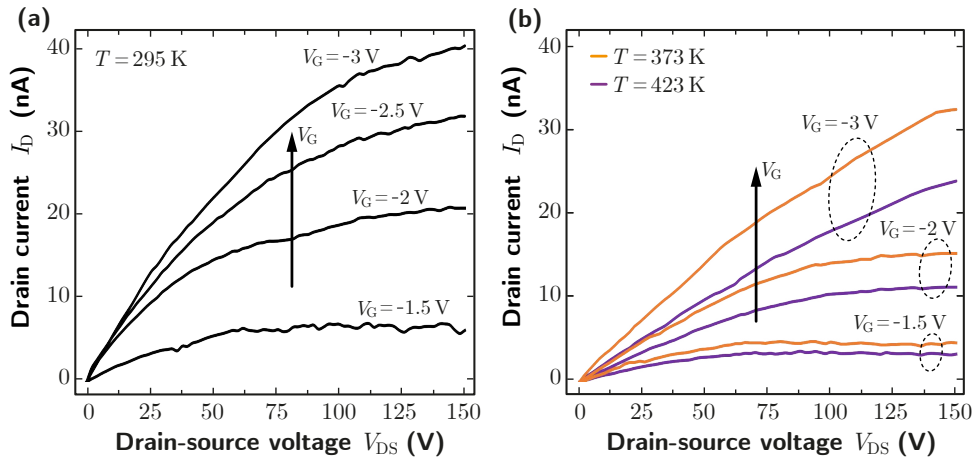 (a)
T = 295 K
V_G = -3 V
V_G = -2.5 V
V_G
V_G = -2 V
V_G = -1.5 V
40
30
20
10
0
0 25 50 75 100 125 150
Drain current I_D (nA)
Drain-source voltage V_DS (V)
(b)
T = 373 K
T = 423 K
V_G = -3 V
V_G
V_G = -2 V
V_G = -1.5 V
40
30
20
10
0
0 25 50 75 100 125 150
Drain current I_D (nA)
Drain-source voltage V_DS (V)